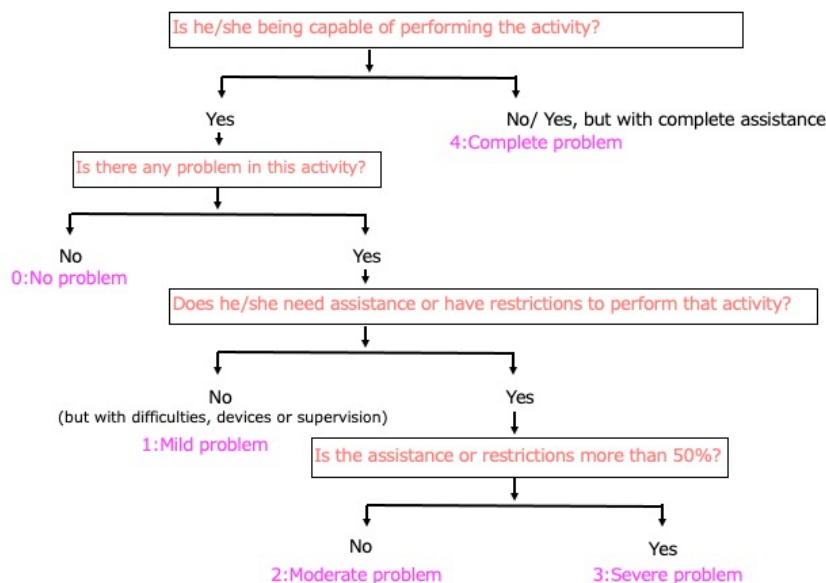 Is he/she being capable of performing the activity?
Yes
No/ Yes, but with complete assistance
4:Complete problem
Is there any problem in this activity?
No
0:No problem
Yes
Does he/she need assistance or have restrictions to perform that activity?
No
(but with difficulties, devices or supervision)
1:Mild problem
Yes
Is the assistance or restrictions more than 50%?
No
2:Moderate problem
Yes
3:Severe problem